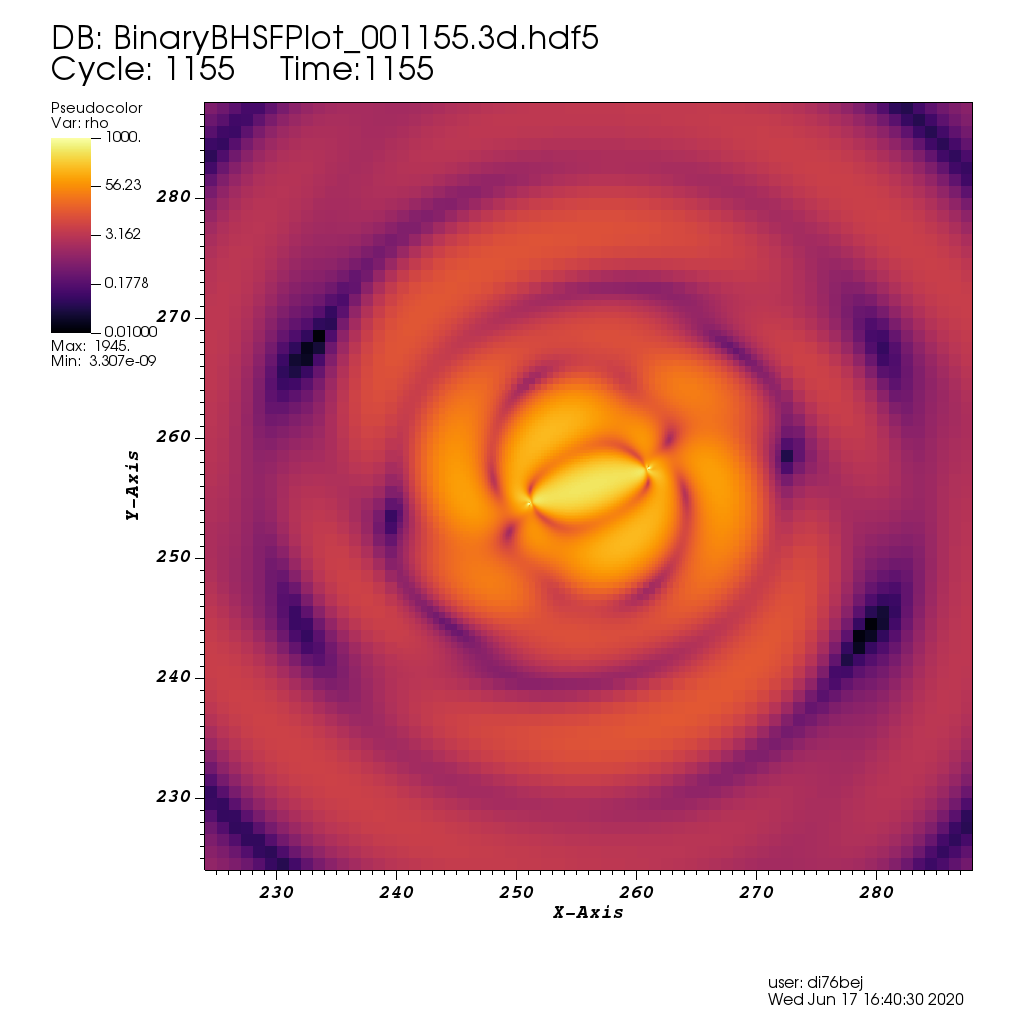 DB: BinaryBHSFPlot_001155.3d.hdf5
Cycle: 1155 Time:1155
Pseudocolor
Var: rho
1000.
56.23
3.162
0.1778
0.01000
Max: 1945.
Min: 3.307e-09
280
270
260
250
240
230
Y-Axis
230 240 250 260 270 280
X-Axis
user: di76bej
Wed Jun 17 16:40:30 2020